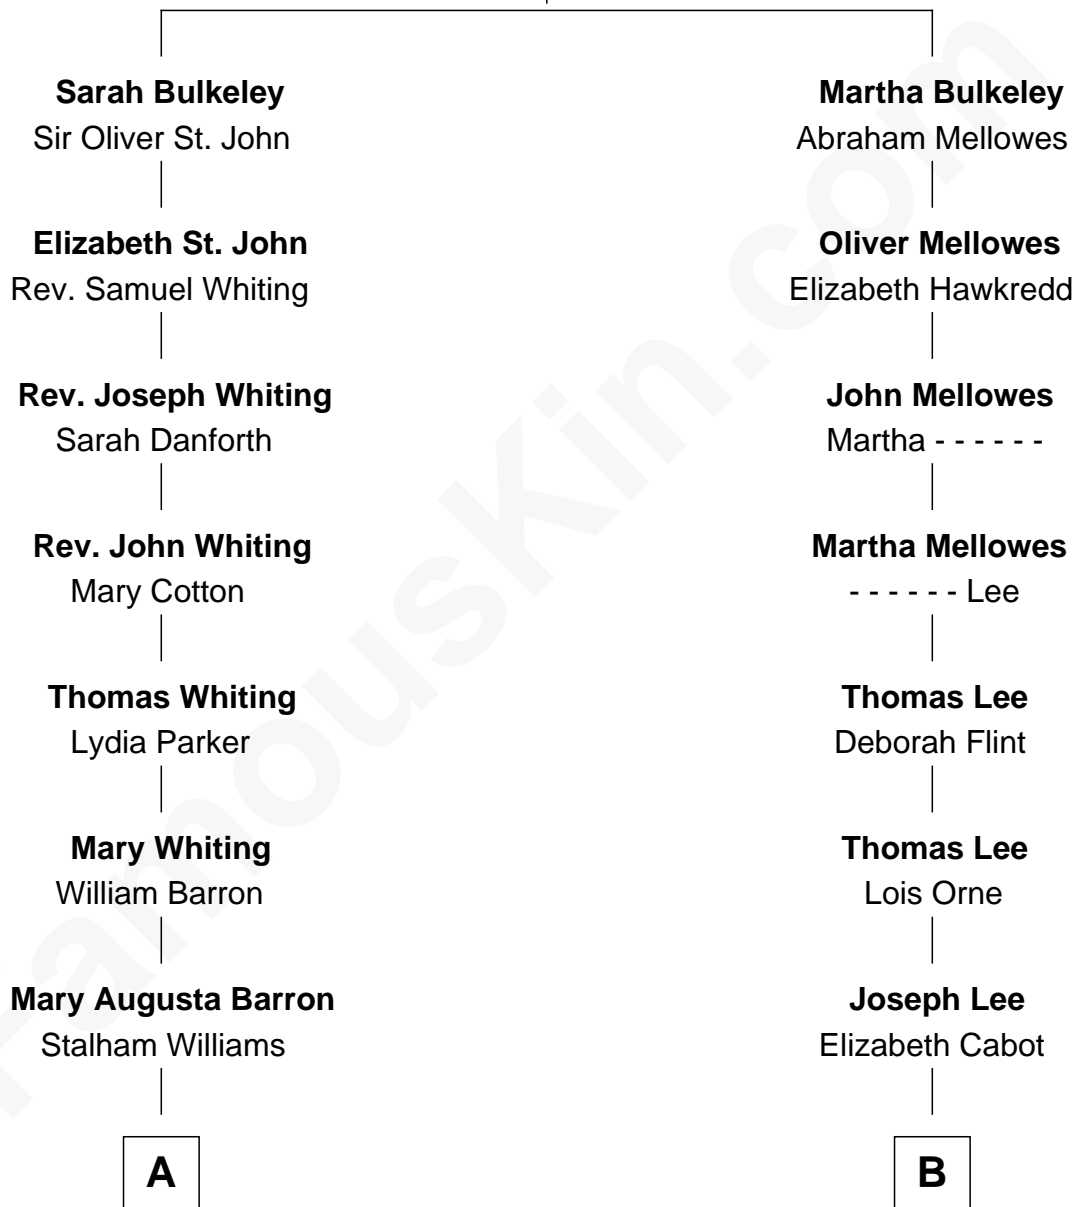 Sarah Bulkeley
Sir Oliver St. John
Elizabeth St. John
Rev. Samuel Whiting
Rev. Joseph Whiting
Sarah Danforth
Rev. John Whiting
Mary Cotton
Thomas Whiting
Lydia Parker
Mary Whiting
William Barron
Mary Augusta Barron
Stalham Williams
A
Martha Bulkeley
Abraham Mellowes
Oliver Mellowes
Elizabeth Hawkredd
John Mellowes
Martha - - - - - -
Martha Mellowes
- - - - - - Lee
Thomas Lee
Deborah Flint
Thomas Lee
Lois Orne
Joseph Lee
Elizabeth Cabot
B
FamousKin.com